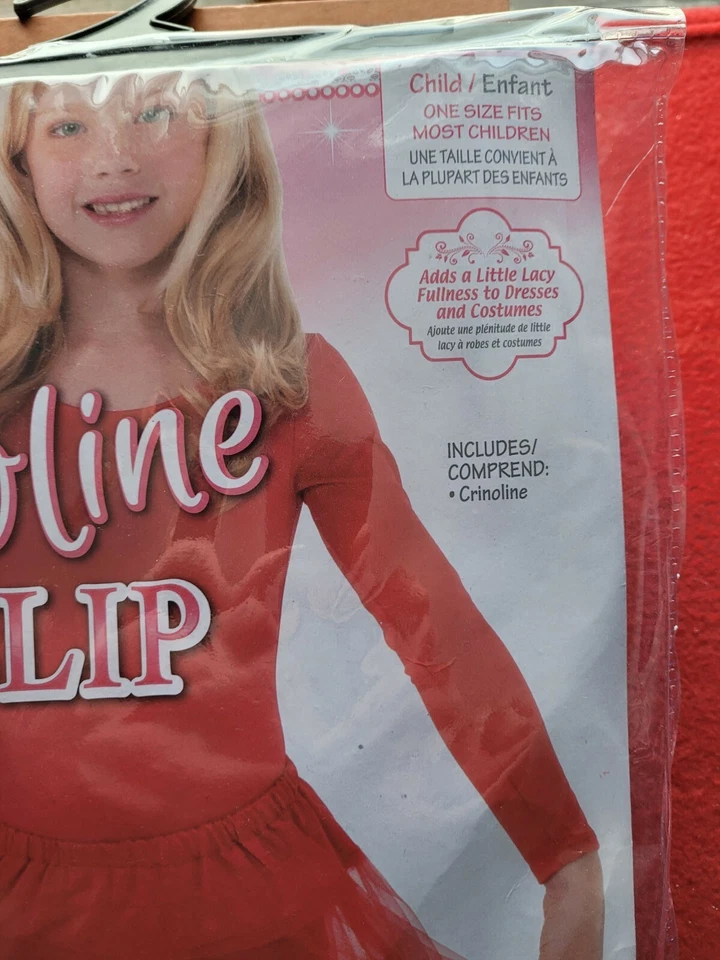 Child / Enfant
ONE SIZE FITS
MOST CHILDREN
UNE TAILLE CONVIENT À
LA PLUPART DES ENFANTS
Adds a Little Lacy
Fullness to Dresses
and Costumes
Ajoute une plénitude de little
lacy à robes et costumes
oline
LIP
INCLUDES/
COMPREND:
• Crinoline